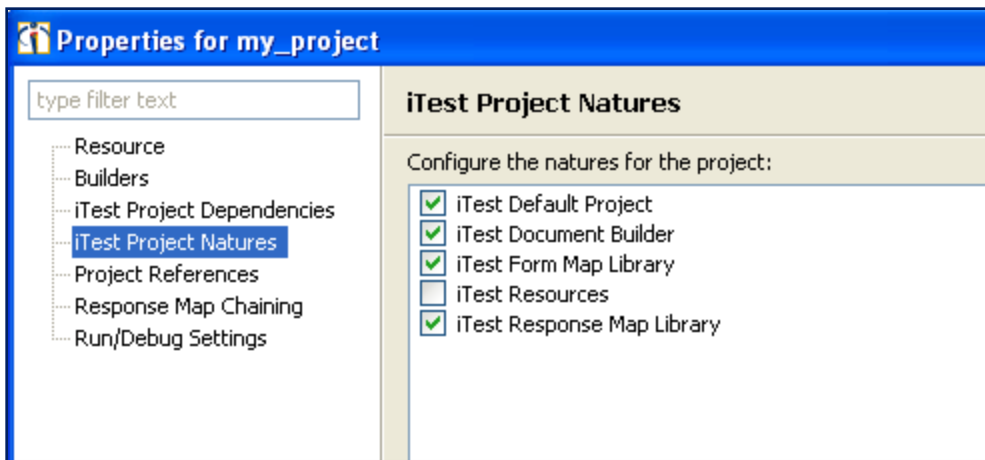 Properties for my_project
type filter text
Resource
Builders
iTest Project Dependencies
iTest Project Natures
Project References
Response Map Chaining
Run/Debug Settings
iTest Project Natures
Configure the natures for the project:
iTest Default Project
iTest Document Builder
iTest Form Map Library
iTest Resources
iTest Response Map Library